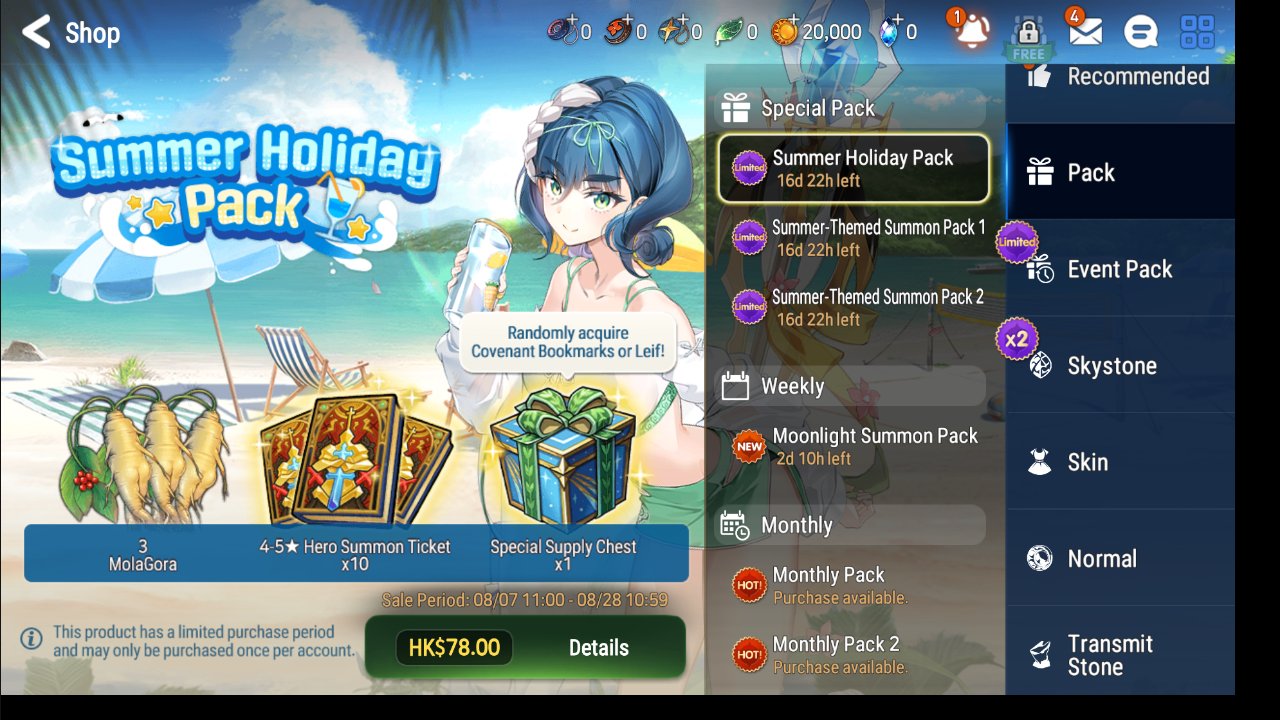 Shop
0
0
0
0
20,000
0
1
FREE
4
Summer Holiday
Pack
Randomly acquire
Covenant Bookmarks or Leif!
3
MolaGora
4-5★ Hero Summon Ticket
x10
Special Supply Chest
x1
Sale Period: 08/07 11:00 - 08/28 10:59
This product has a limited purchase period
and may only be purchased once per account.
HK$78.00
Details
Special Pack
Limited
Summer Holiday Pack
16d 22h left
Limited
Summer-Themed Summon Pack 1
16d 22h left
Limited
Summer-Themed Summon Pack 2
16d 22h left
Weekly
NEW
Moonlight Summon Pack
2d 10h left
Monthly
HOT!
Monthly Pack
Purchase available.
HOT!
Monthly Pack 2
Purchase available.
Recommended
Pack
Limited
Event Pack
x2
Skystone
Skin
Normal
Transmit
Stone